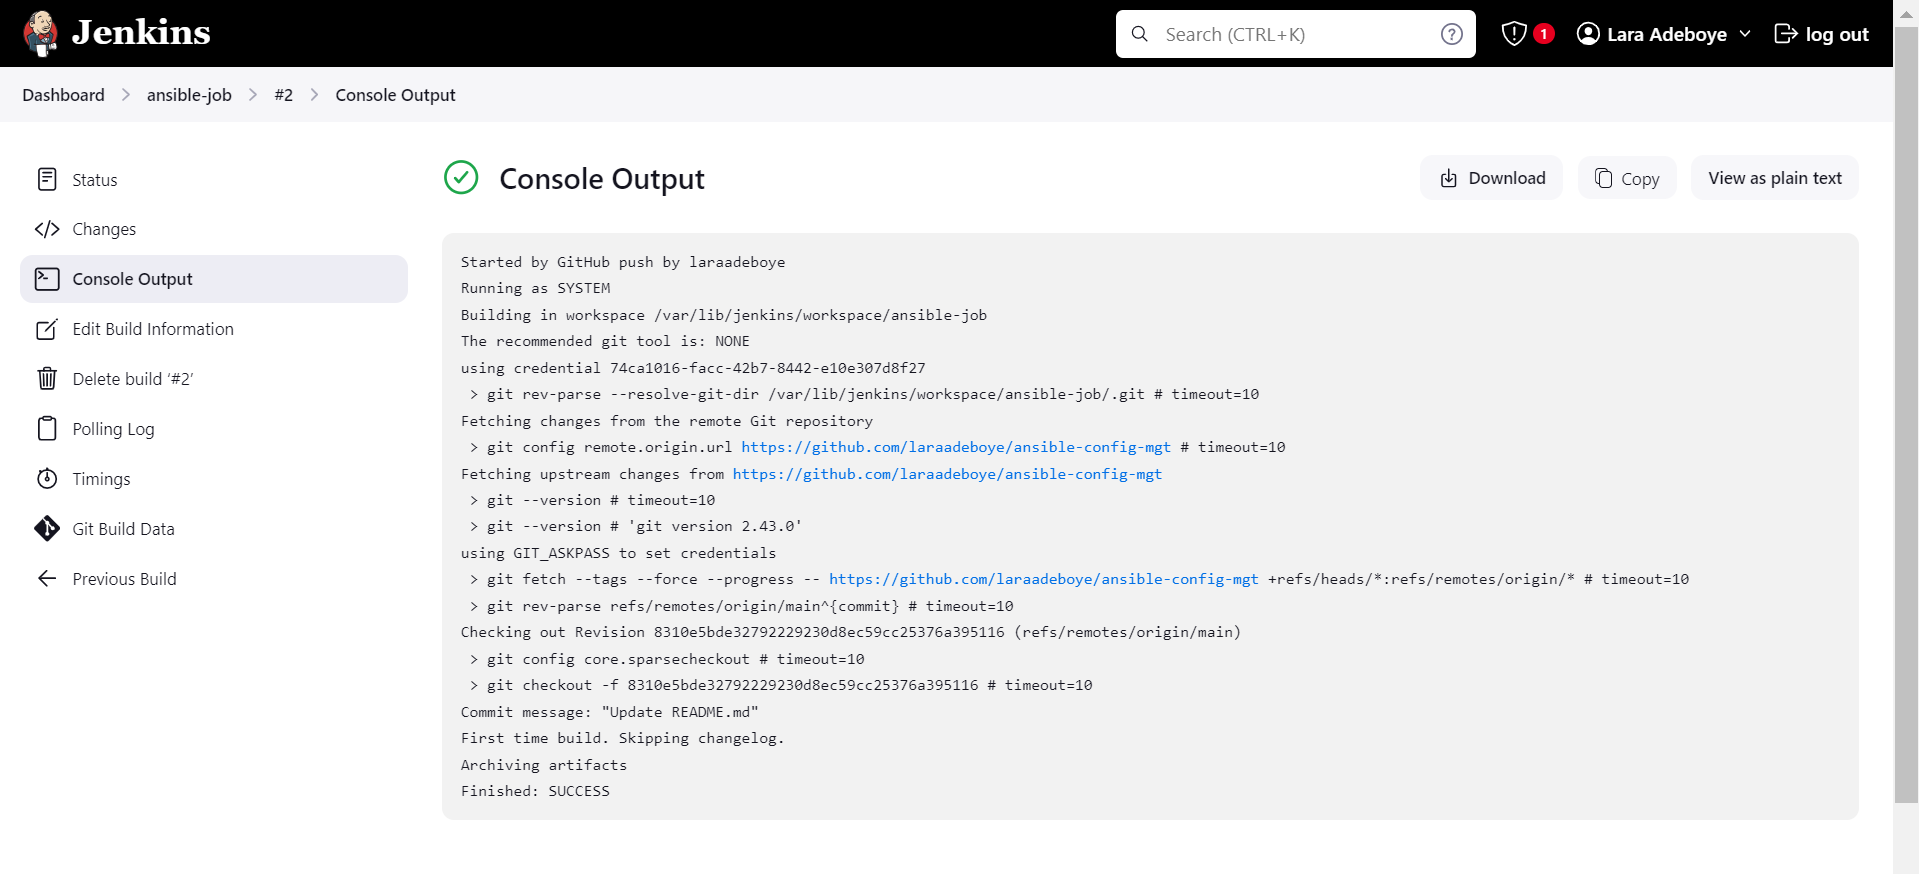 Jenkins
Search (CTRL+K)
?
1
Lara Adeboye
log out
Dashboard > ansible-job > #2 > Console Output
Status
Changes
Console Output
Edit Build Information
Delete build ‘#2’
Polling Log
Timings
Git Build Data
Previous Build
Console Output
Download
Copy
View as plain text
Started by GitHub push by laraadeboye
Running as SYSTEM
Building in workspace /var/lib/jenkins/workspace/ansible-job
The recommended git tool is: NONE
using credential 74ca1016-facc-42b7-8442-e10e307d8f27
 > git rev-parse --resolve-git-dir /var/lib/jenkins/workspace/ansible-job/.git # timeout=10
Fetching changes from the remote Git repository
 > git config remote.origin.url https://github.com/laraadeboye/ansible-config-mgt # timeout=10
Fetching upstream changes from https://github.com/laraadeboye/ansible-config-mgt
 > git --version # timeout=10
 > git --version # 'git version 2.43.0'
using GIT_ASKPASS to set credentials
 > git fetch --tags --force --progress -- https://github.com/laraadeboye/ansible-config-mgt +refs/heads/*:refs/remotes/origin/* # timeout=10
 > git rev-parse refs/remotes/origin/main^{commit} # timeout=10
Checking out Revision 8310e5bde32792229230d8ec59cc25376a395116 (refs/remotes/origin/main)
 > git config core.sparsecheckout # timeout=10
 > git checkout -f 8310e5bde32792229230d8ec59cc25376a395116 # timeout=10
Commit message: "Update README.md"
First time build. Skipping changelog.
Archiving artifacts
Finished: SUCCESS